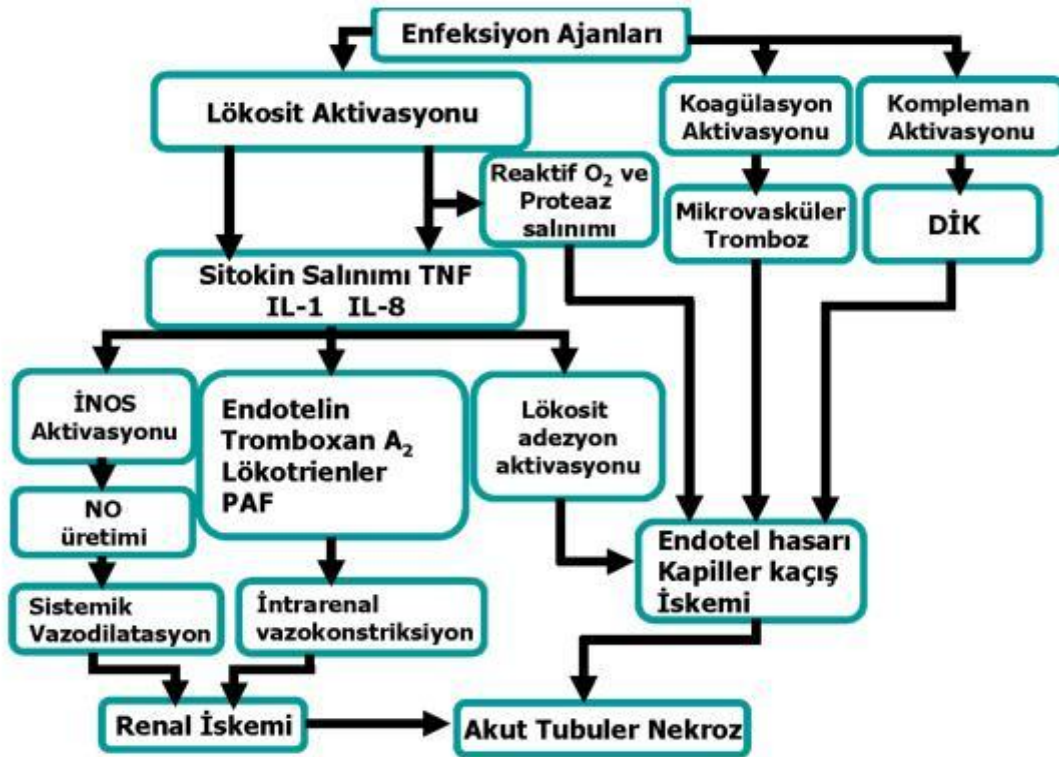 Enfeksiyon Ajanları
Lökosit Aktivasyonu
Koagülasyon
Aktivasyonu
Kompleman
Aktivasyonu
Reaktif O₂ ve
Proteaz
salınımı
Mikrovasküler
Tromboz
DİK
Sitokin Salınımı TNF
IL-1 IL-8
İNOS
Aktivasyonu
Endotelin
Tromboxan A₂
Lökotrienler
PAF
Lökosit
adezyon
aktivasyonu
NO
üretimi
Endotel hasarı
Kapiller kaçış
İskemi
Sistemik
Vazodilatasyon
İntrarenal
vazokonstriksiyon
Renal İskemi
Akut Tubuler Nekroz